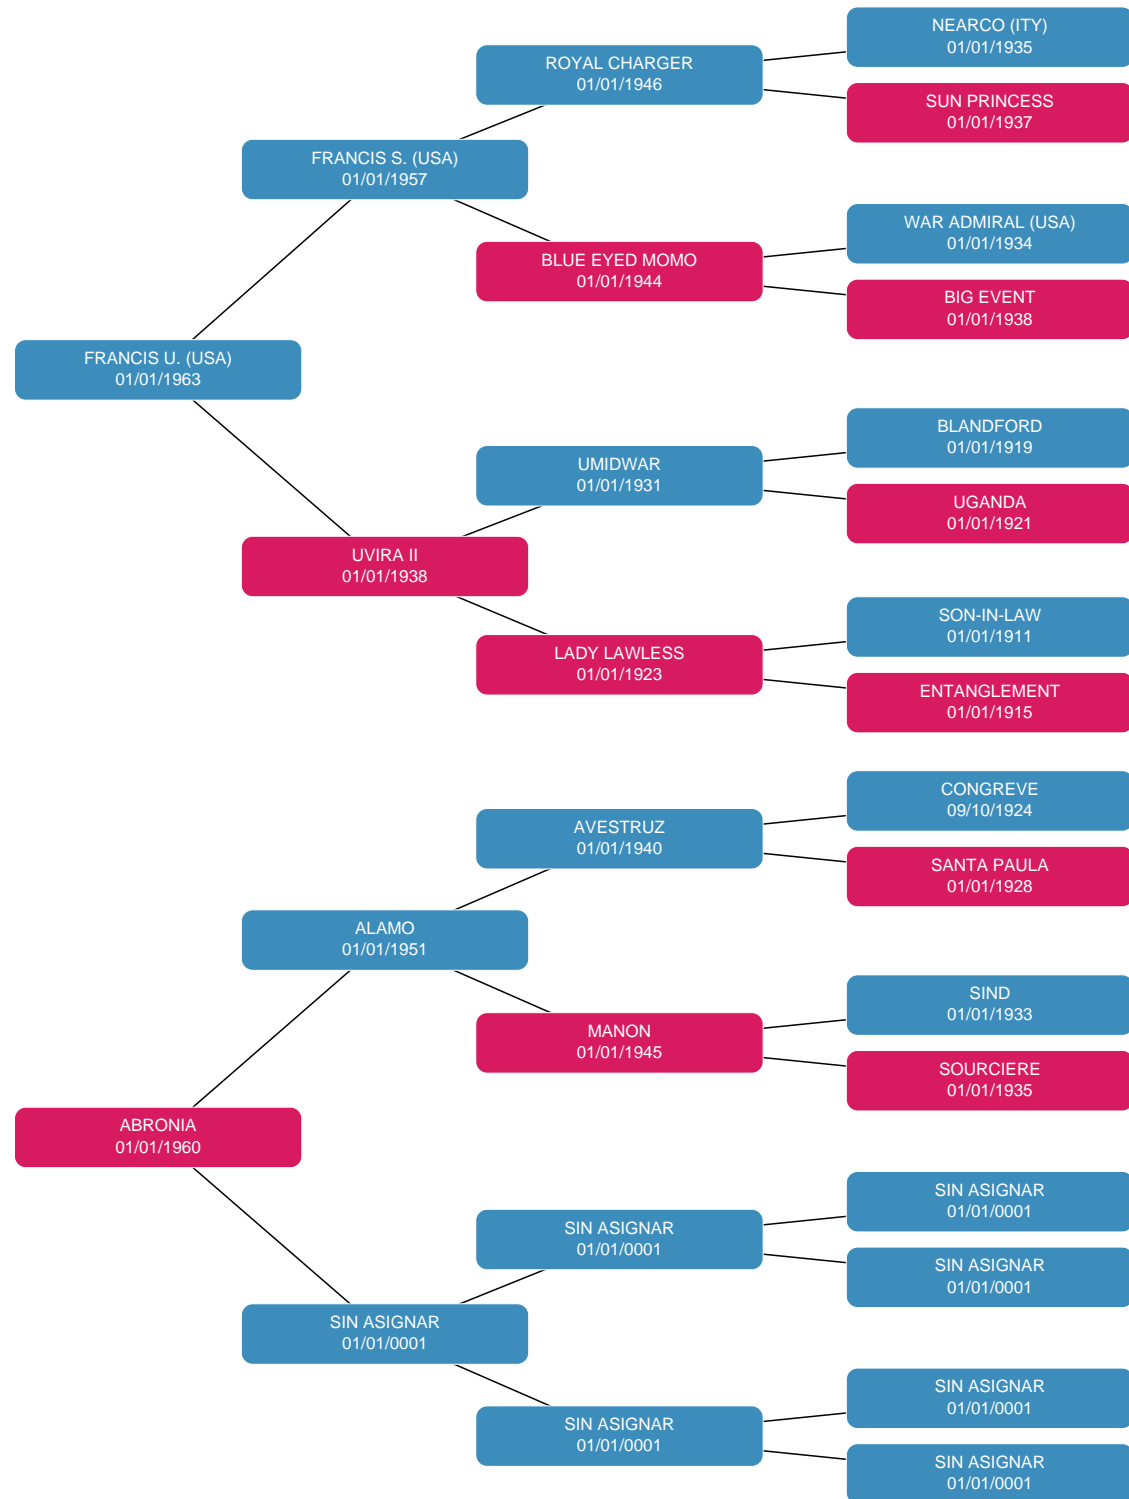 NEARCO (ITY)
01/01/1935
ROYAL CHARGER
01/01/1946
SUN PRINCESS
01/01/1937
FRANCIS S. (USA)
01/01/1957
WAR ADMIRAL (USA)
01/01/1934
BLUE EYED MOMO
01/01/1944
BIG EVENT
01/01/1938
FRANCIS U. (USA)
01/01/1963
BLANDFORD
01/01/1919
UMIDWAR
01/01/1931
UGANDA
01/01/1921
UVIRA II
01/01/1938
SON-IN-LAW
01/01/1911
LADY LAWLESS
01/01/1923
ENTANGLEMENT
01/01/1915
CONGREVE
09/10/1924
AVESTRUZ
01/01/1940
SANTA PAULA
01/01/1928
ALAMO
01/01/1951
SIND
01/01/1933
MANON
01/01/1945
SOURCIERE
01/01/1935
ABRONIA
01/01/1960
SIN ASIGNAR
01/01/0001
SIN ASIGNAR
01/01/0001
SIN ASIGNAR
01/01/0001
SIN ASIGNAR
01/01/0001
SIN ASIGNAR
01/01/0001
SIN ASIGNAR
01/01/0001
SIN ASIGNAR
01/01/0001